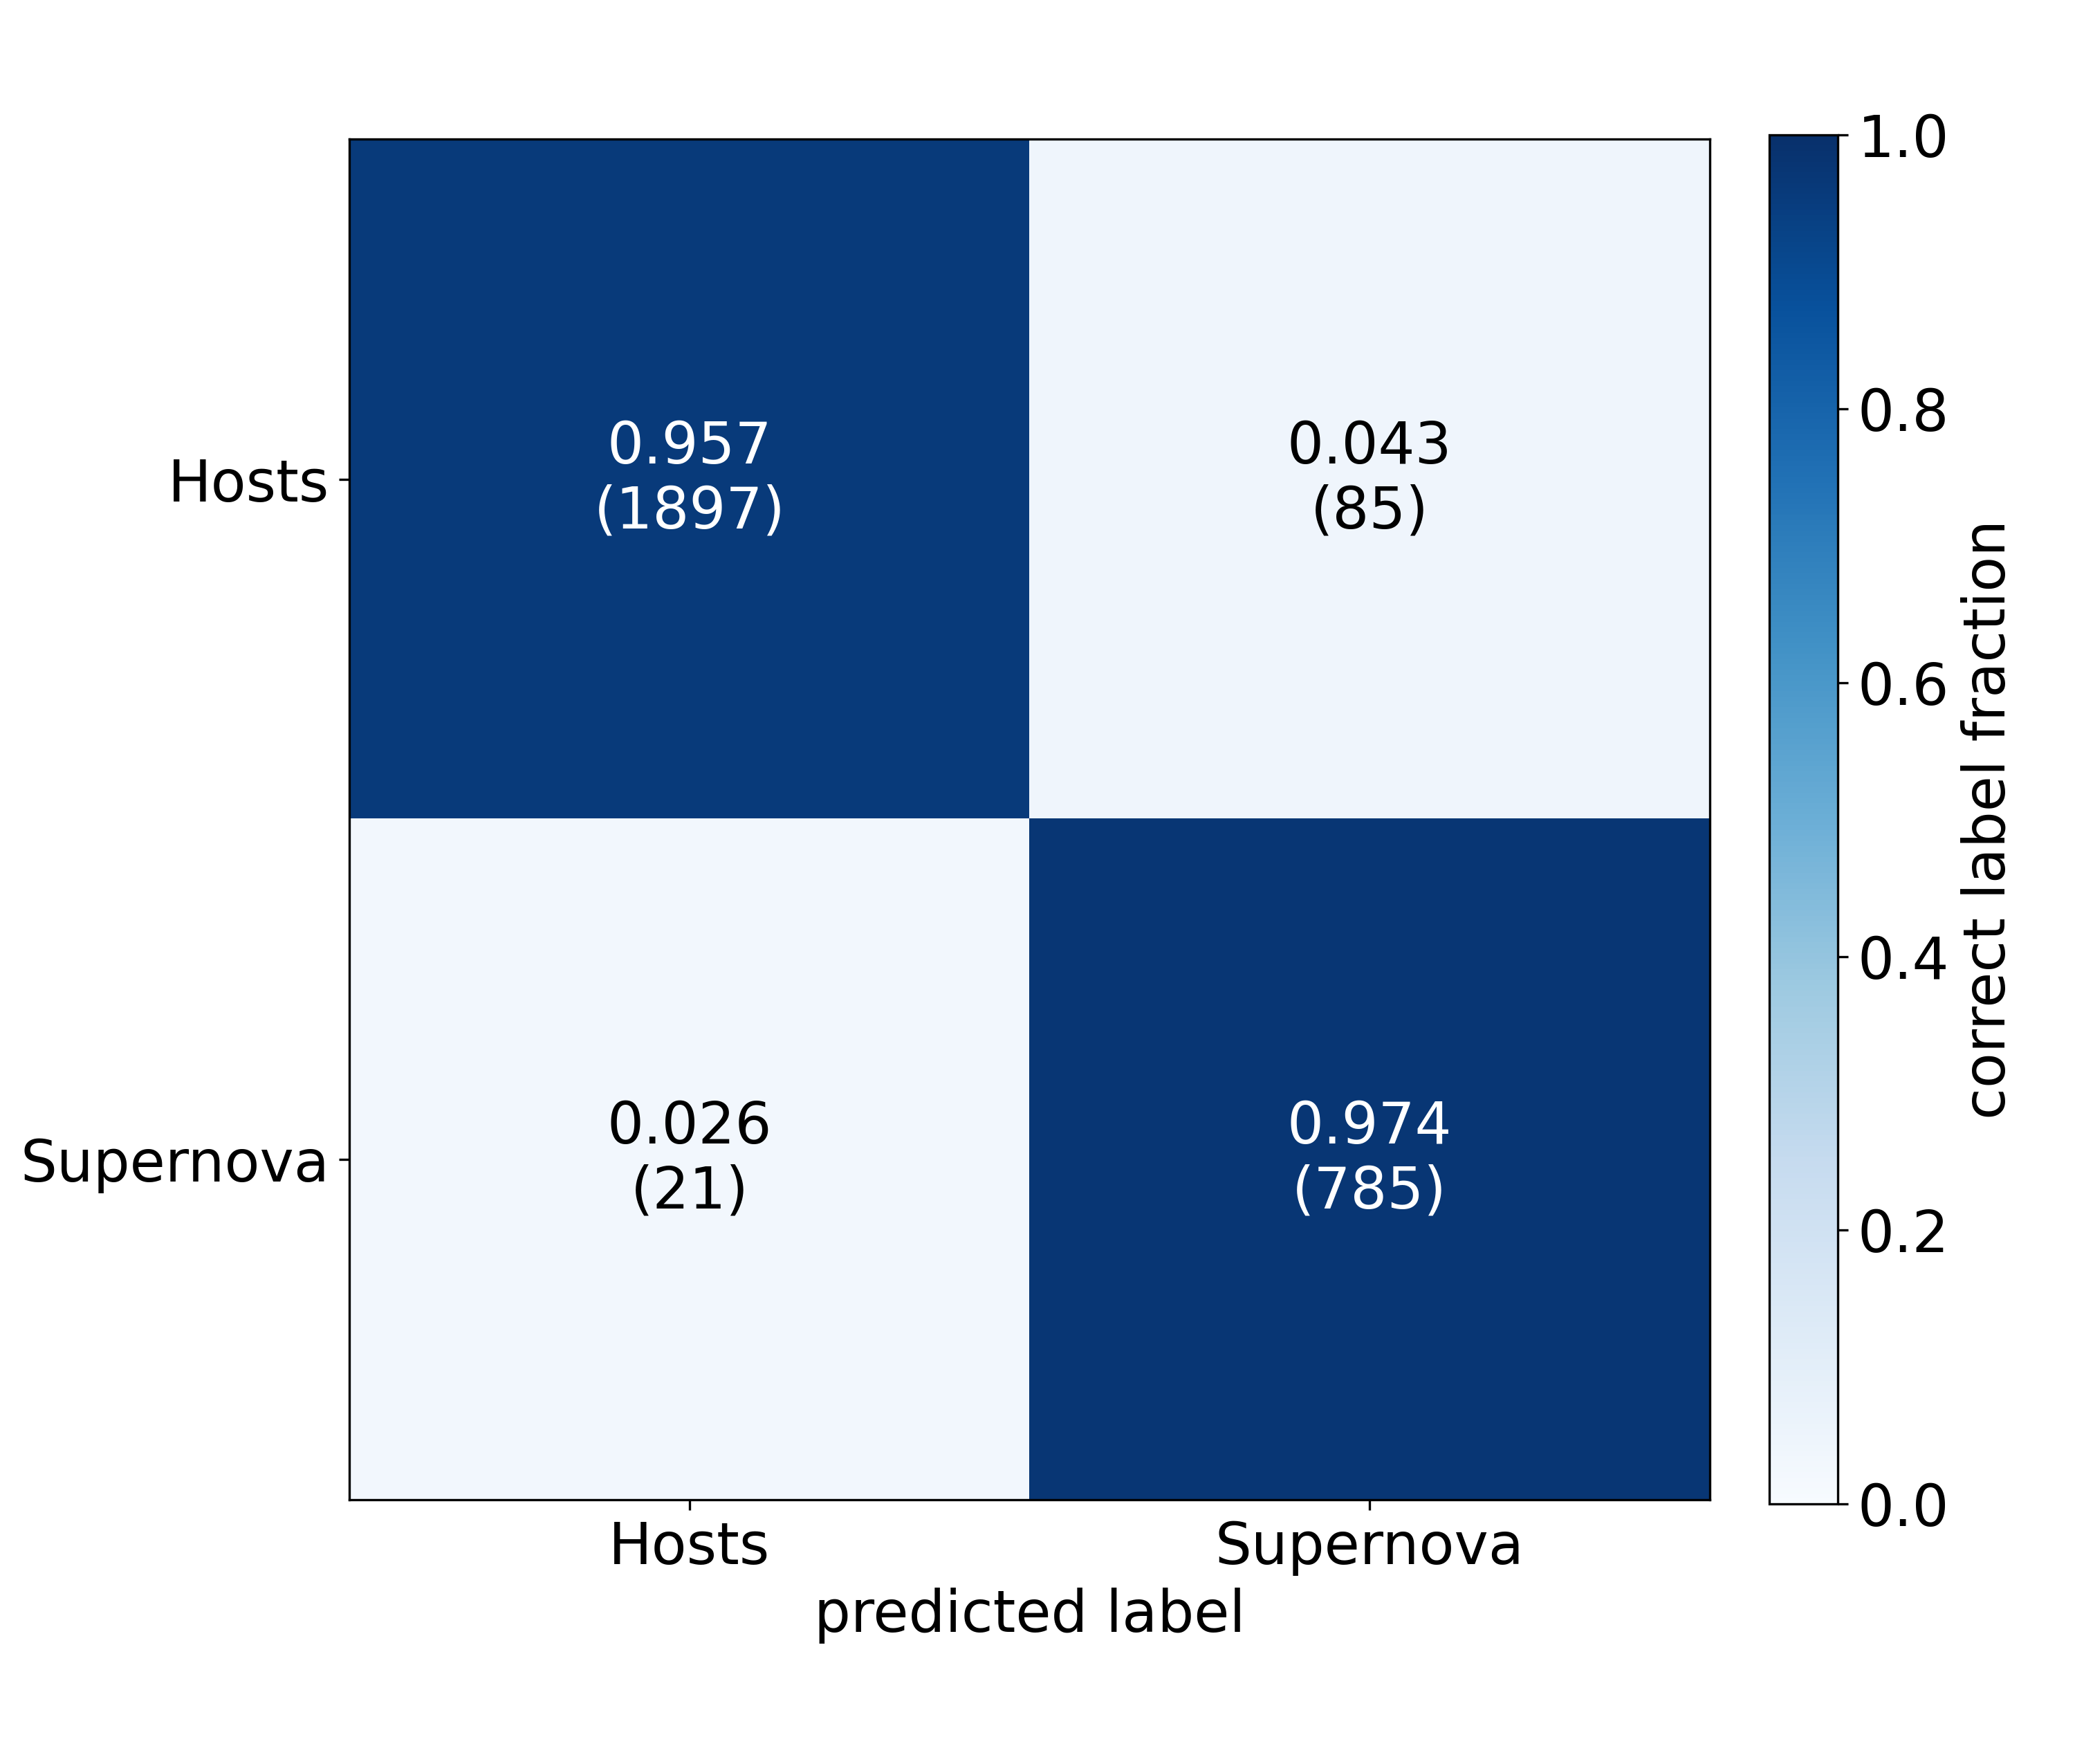 Hosts
0.957
(1897)
0.043
(85)
Supernova
0.026
(21)
0.974
(785)
Hosts
Supernova
predicted label
1.0
0.8
0.6
0.4
0.2
0.0
correct label fraction